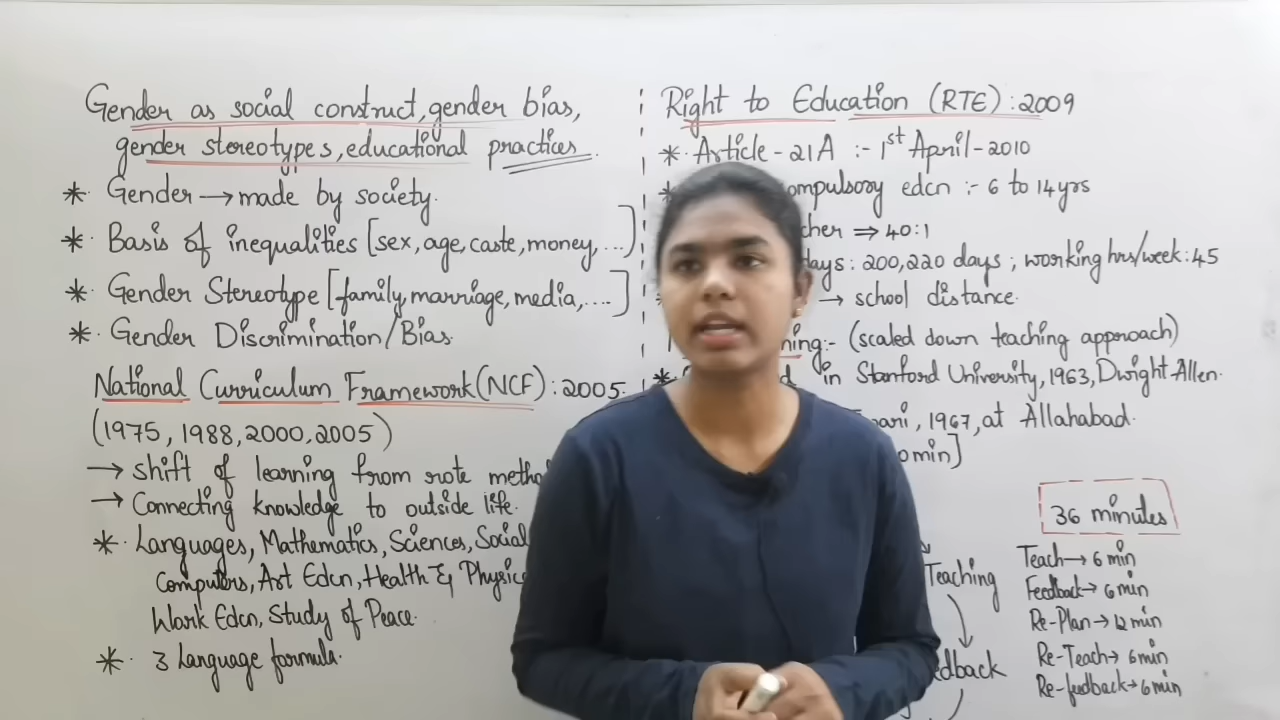 Gender as social construct, gender bias,
gender stereotypes, educational practices.
* Gender → made by society.
* Basis of inequalities [sex, age, caste, money, ...]
* Gender Stereotype [family, marriage, media, ....]
* Gender Discrimination/Bias.
National Curriculum Framework (NCF) : 2005.
(1975, 1988, 2000, 2005)
→ shift of learning from rote
→ Connecting knowledge to outside life.
* Languages, Mathematics, Sciences, Social
Computers, Art Edcn, Health &
Work Edcn, Study of Peace.
* 3 Language formula.
Right to Education (RTE) : 2009
* Article - 21A :- 1st April - 2010
edcn :- 6 to 14yrs
⇒ 40:1
: 200, 220 days ; working hrs/week : 45
→ school distance.
:- (scaled down teaching approach)
* in Stanford University, 1963, Dwight Allen.
, 1967, at Allahabad.
]
36 minutes
Teach → 6 min
Feedback → 6 min
Re-Plan → 12 min
Re-Teach → 6 min
Re-feedback → 6 min
Teaching